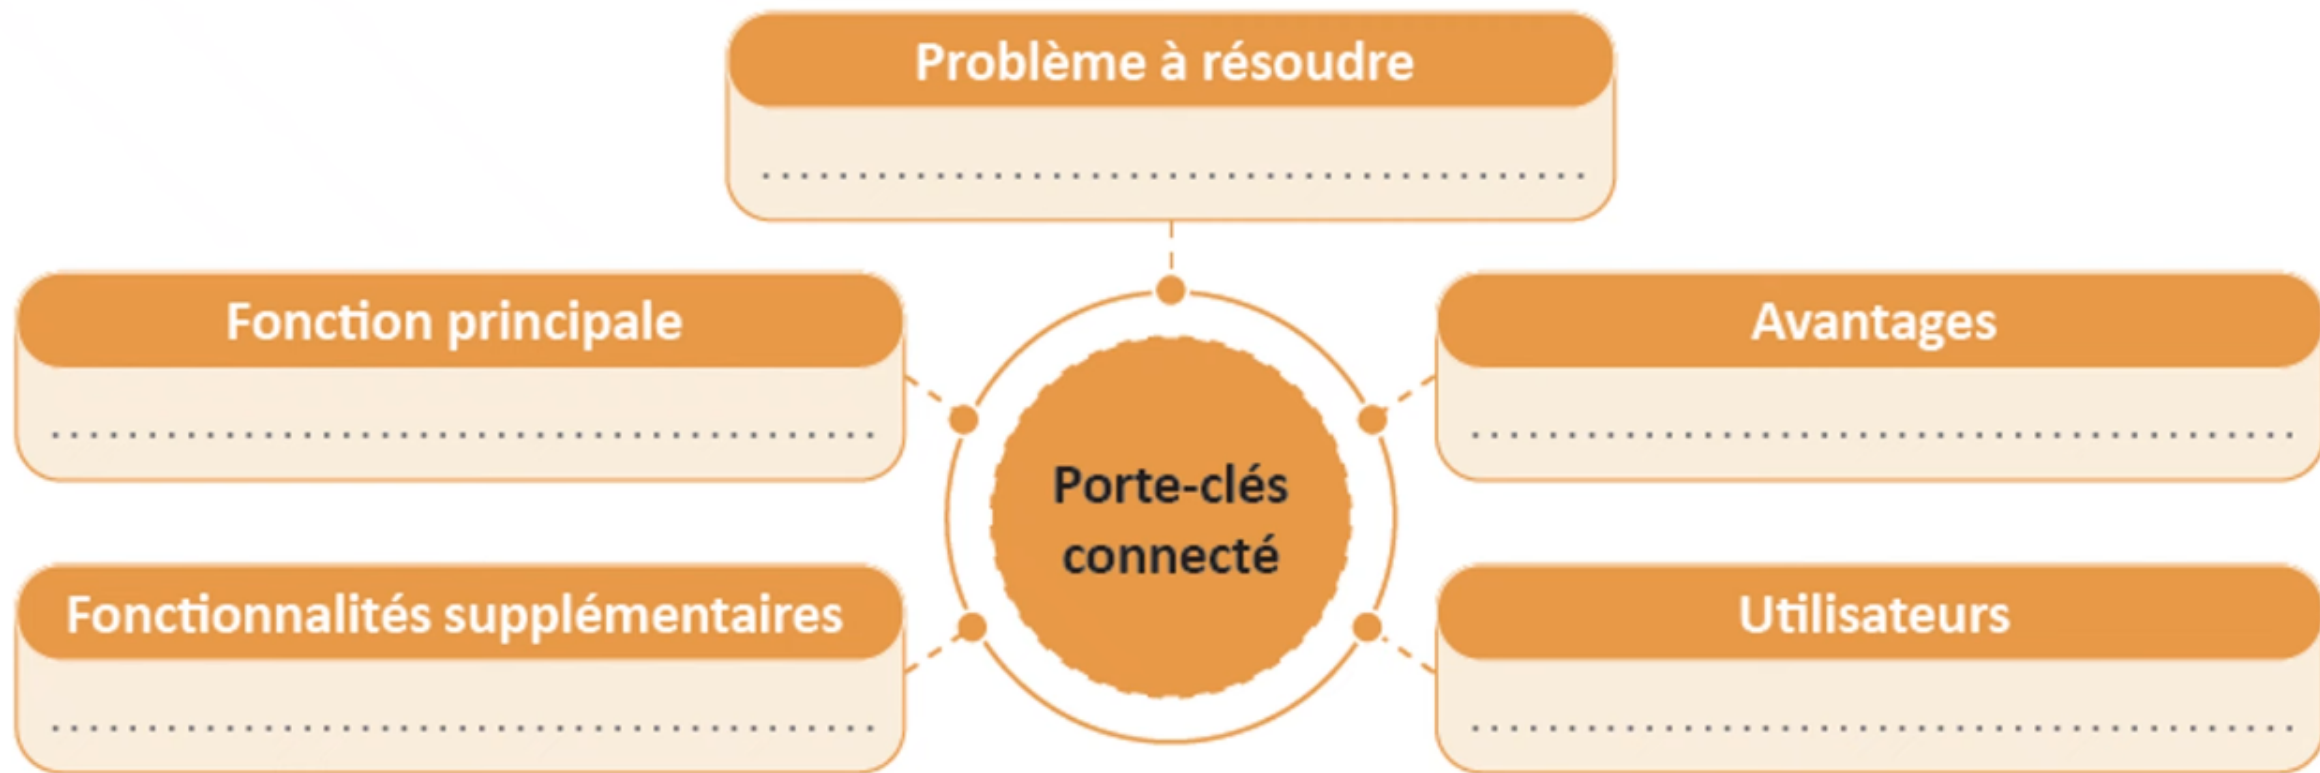 Problème à résoudre
........................................
Fonction principale
........................................
Avantages
........................................
Porte-clés
connecté
Fonctionnalités supplémentaires
........................................
Utilisateurs
........................................